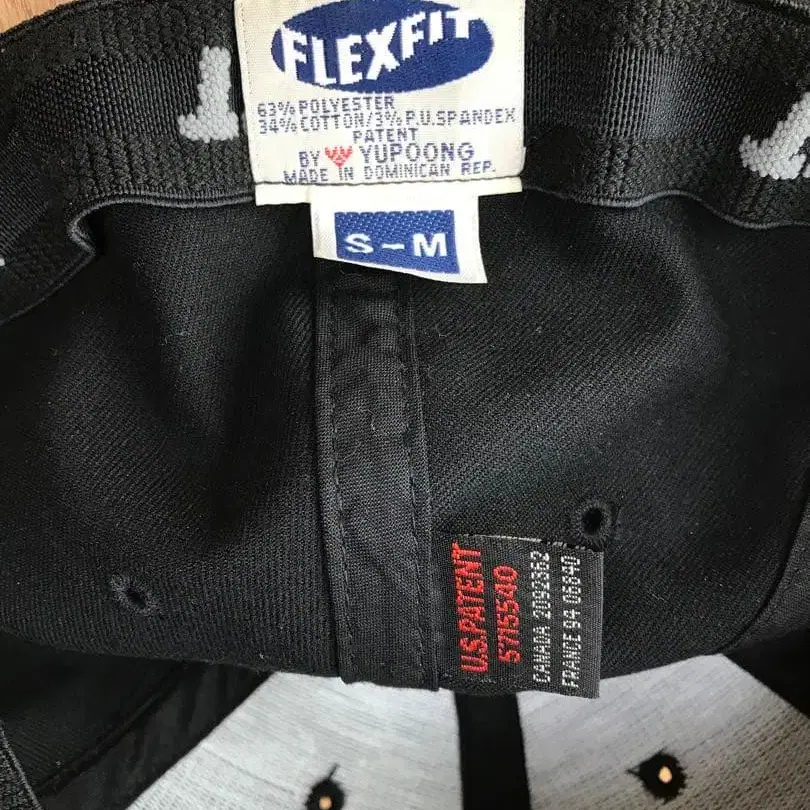 FLEXFIT
63% POLYESTER
34% COTTON/3% P.U.SPANDEX
PATENT
BY YUPOONG
MADE IN DOMINICAN REP.
S-M
U.S.PATENT
5715540
CANADA 2092362
FRANCE 94 06840